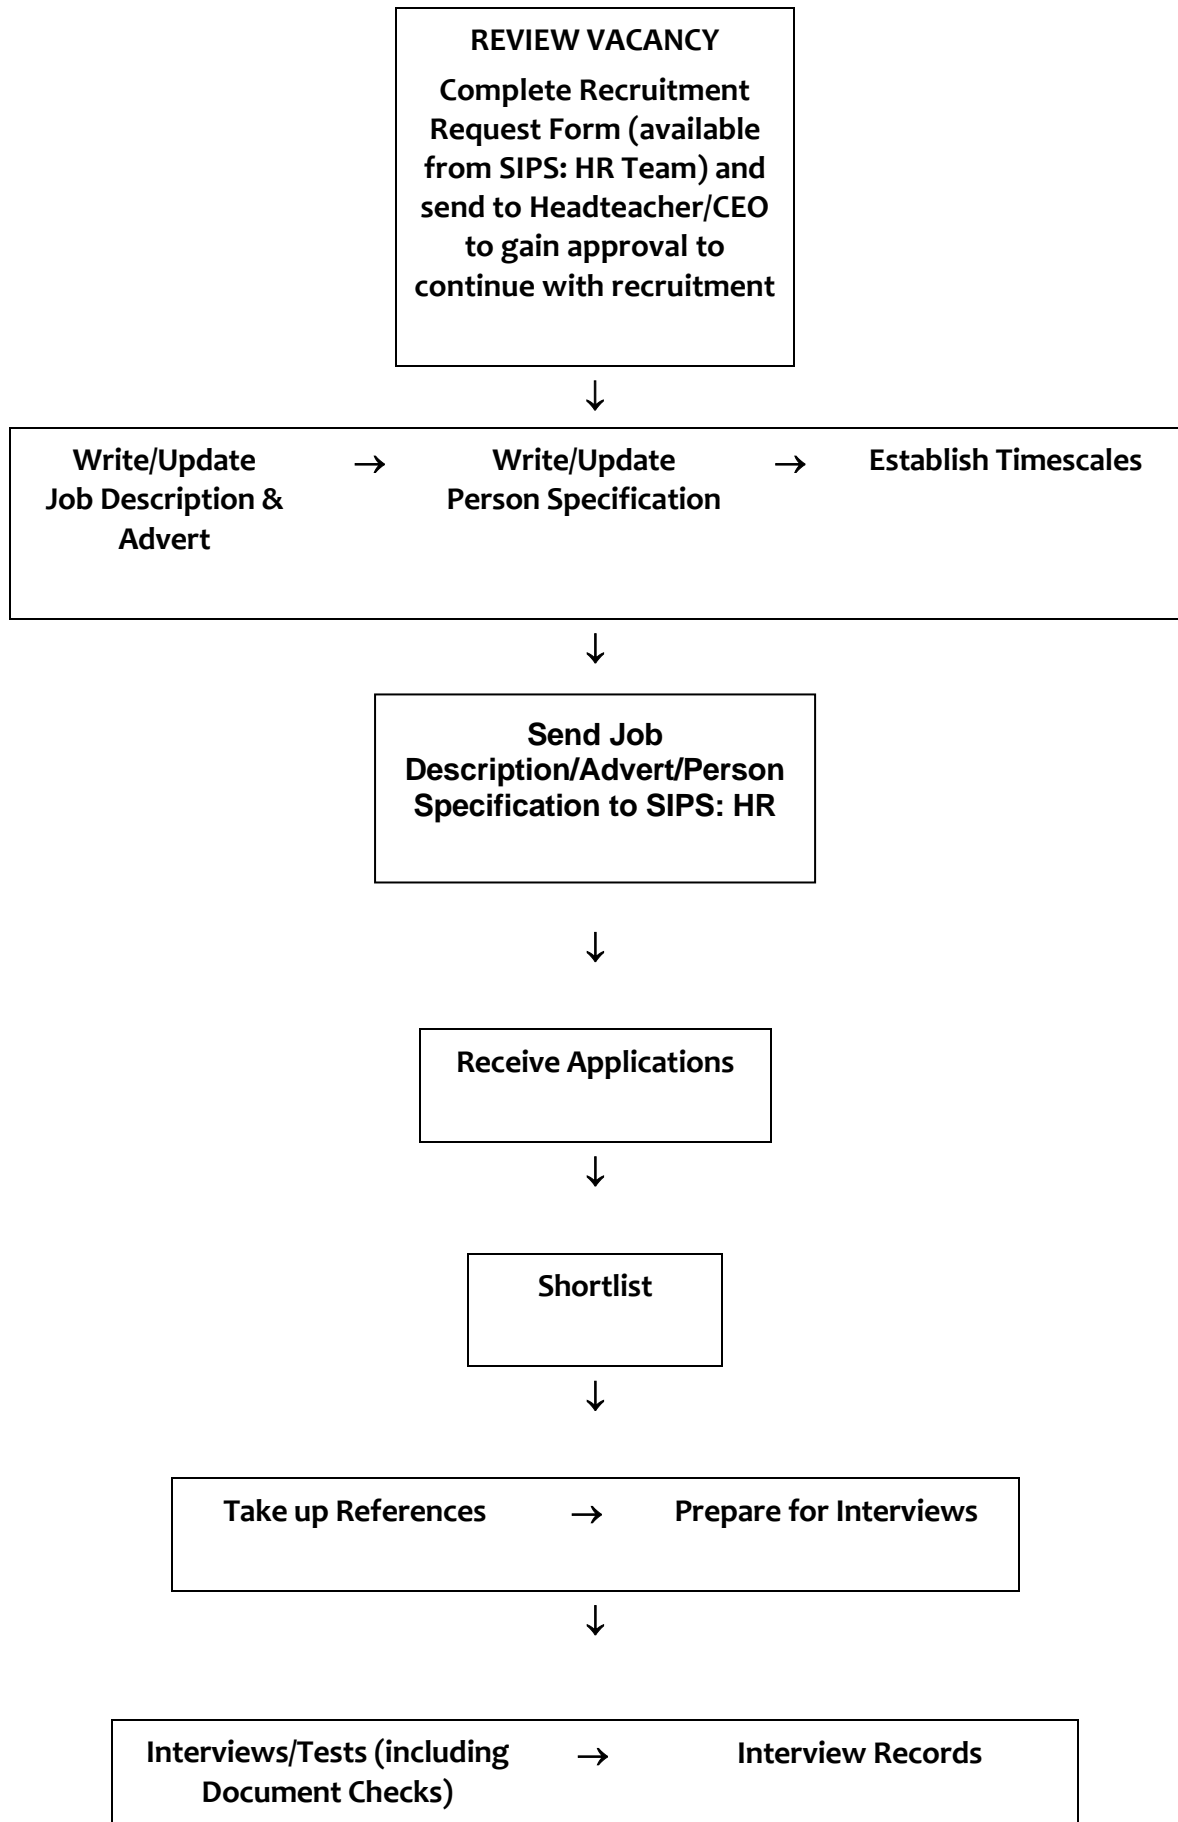 REVIEW VACANCY
Complete Recruitment
Request Form (available
from SIPS: HR Team) and
send to Headteacher/CEO
to gain approval to
continue with recruitment
↓
Write/Update → Write/Update → Establish Timescales
Job Description & Person Specification
Advert
↓
Send Job
Description/Advert/Person
Specification to SIPS: HR
↓
Receive Applications
↓
Shortlist
↓
Take up References → Prepare for Interviews
↓
Interviews/Tests (including → Interview Records
Document Checks)